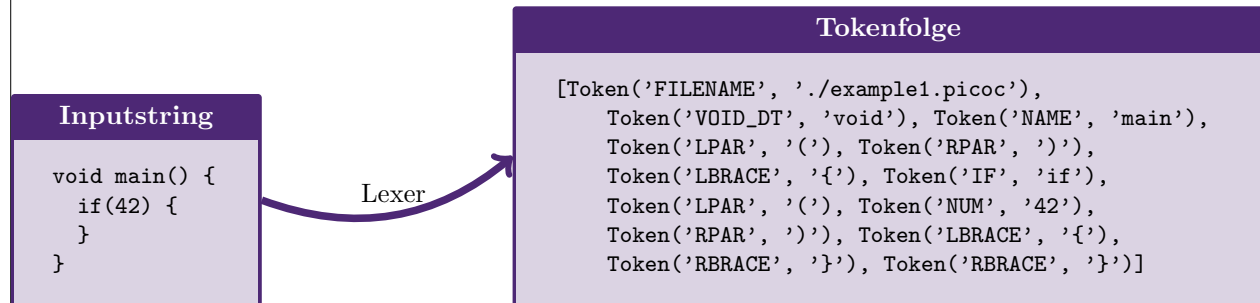 Inputstring
void main() {
  if(42) {
  }
}
Lexer
Tokenfolge
[Token('FILENAME', './example1.picoc'),
    Token('VOID_DT', 'void'), Token('NAME', 'main'),
    Token('LPAR', '('), Token('RPAR', ')'),
    Token('LBRACE', '{'), Token('IF', 'if'),
    Token('LPAR', '('), Token('NUM', '42'),
    Token('RPAR', ')'), Token('LBRACE', '{'),
    Token('RBRACE', '}'), Token('RBRACE', '}')]